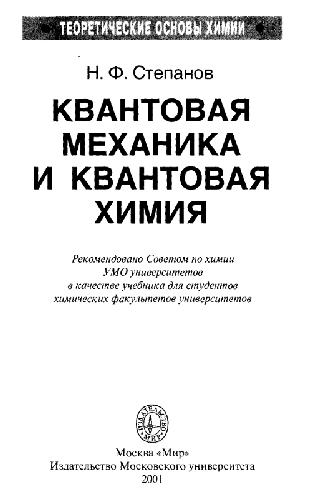 ТЕОРЕТИЧЕСКИЕ ОСНОВЫ ХИМИИ
Н. Ф. Степанов
КВАНТОВАЯ
МЕХАНИКА
И КВАНТОВАЯ
ХИМИЯ
Рекомендовано Советом по химии
УМО университетов
в качестве учебника для студентов
химических факультетов университетов
Москва «Мир»
Издательство Московского университета
2001